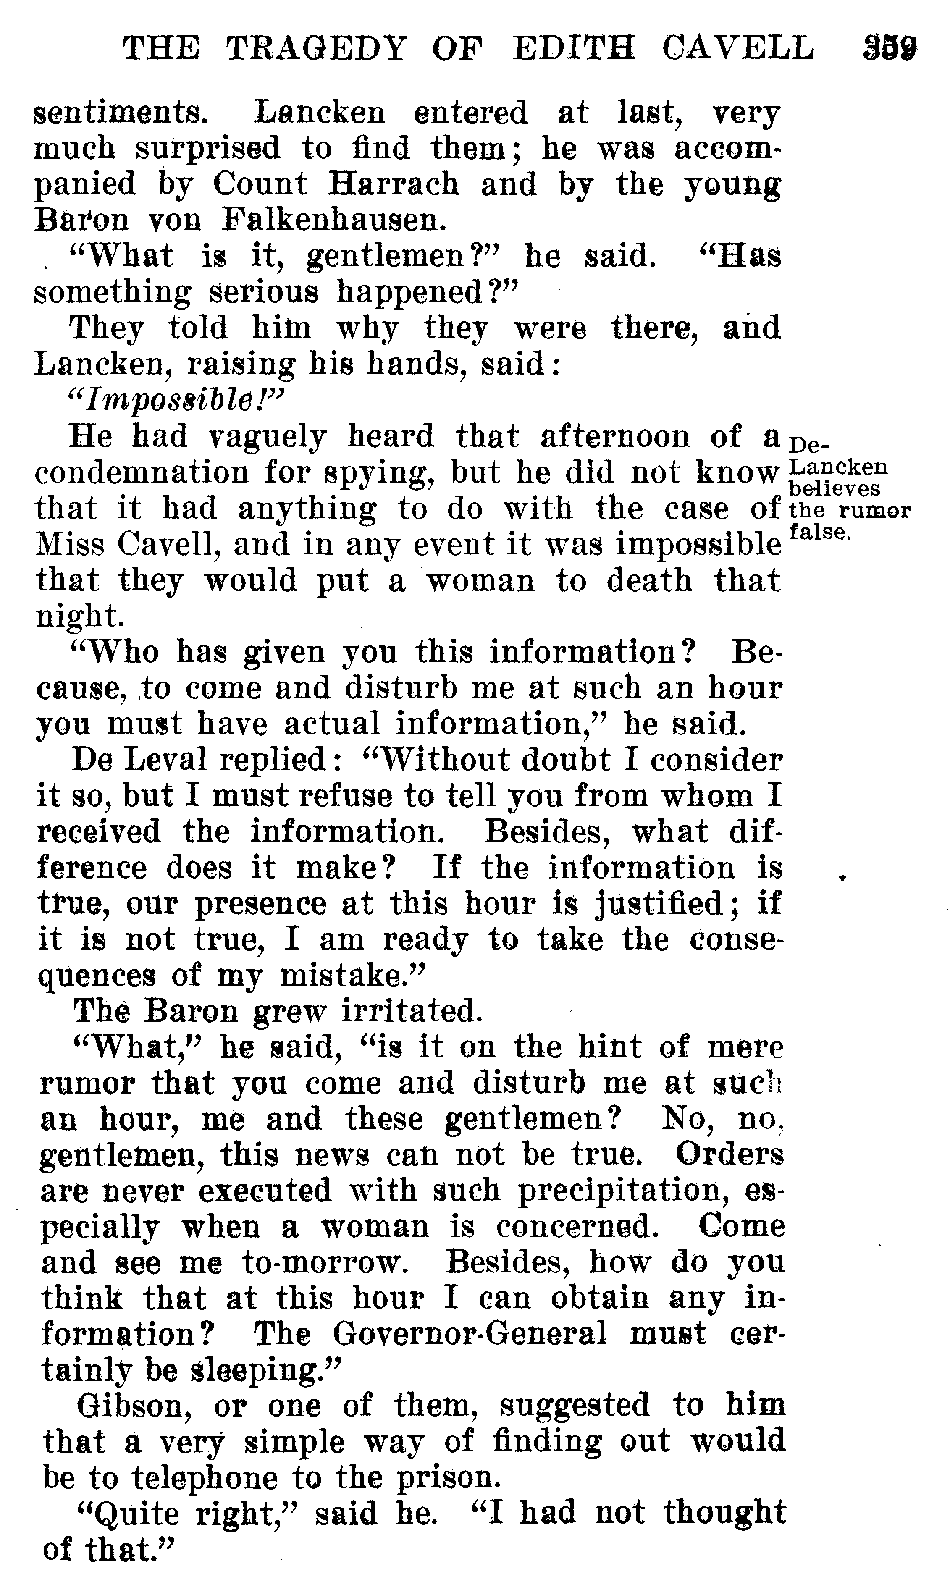 THE TRAGEDY OF EDITH CAVELL 359
sentiments. Lancken entered at last, very
much surprised to find them; he was accom-
panied by Count Harrach and by the young
Baron von Falkenhausen.
"What is it, gentlemen?" he said. "Has
something serious happened?"
They told him why they were there, and
Lancken, raising his hands, said:
"Impossible!"
He had vaguely heard that afternoon of a
condemnation for spying, but he did not know
that it had anything to do with the case of
Miss Cavell, and in any event it was impossible
that they would put a woman to death that
night.
De-
Lancken
believes
the rumor
false.
"Who has given you this information? Be-
cause, to come and disturb me at such an hour
you must have actual information," he said.
De Leval replied: "Without doubt I consider
it so, but I must refuse to tell you from whom I
received the information. Besides, what dif-
ference does it make? If the information is
true, our presence at this hour is justified; if
it is not true, I am ready to take the conse-
quences of my mistake."
The Baron grew irritated.
"What," he said, "is it on the hint of mere
rumor that you come and disturb me at such
an hour, me and these gentlemen? No, no,
gentlemen, this news can not be true. Orders
are never executed with such precipitation, es-
pecially when a woman is concerned. Come
and see me to-morrow. Besides, how do you
think that at this hour I can obtain any in-
formation? The Governor-General must cer-
tainly be sleeping."
Gibson, or one of them, suggested to him
that a very simple way of finding out would
be to telephone to the prison.
"Quite right," said he. "I had not thought
of that."